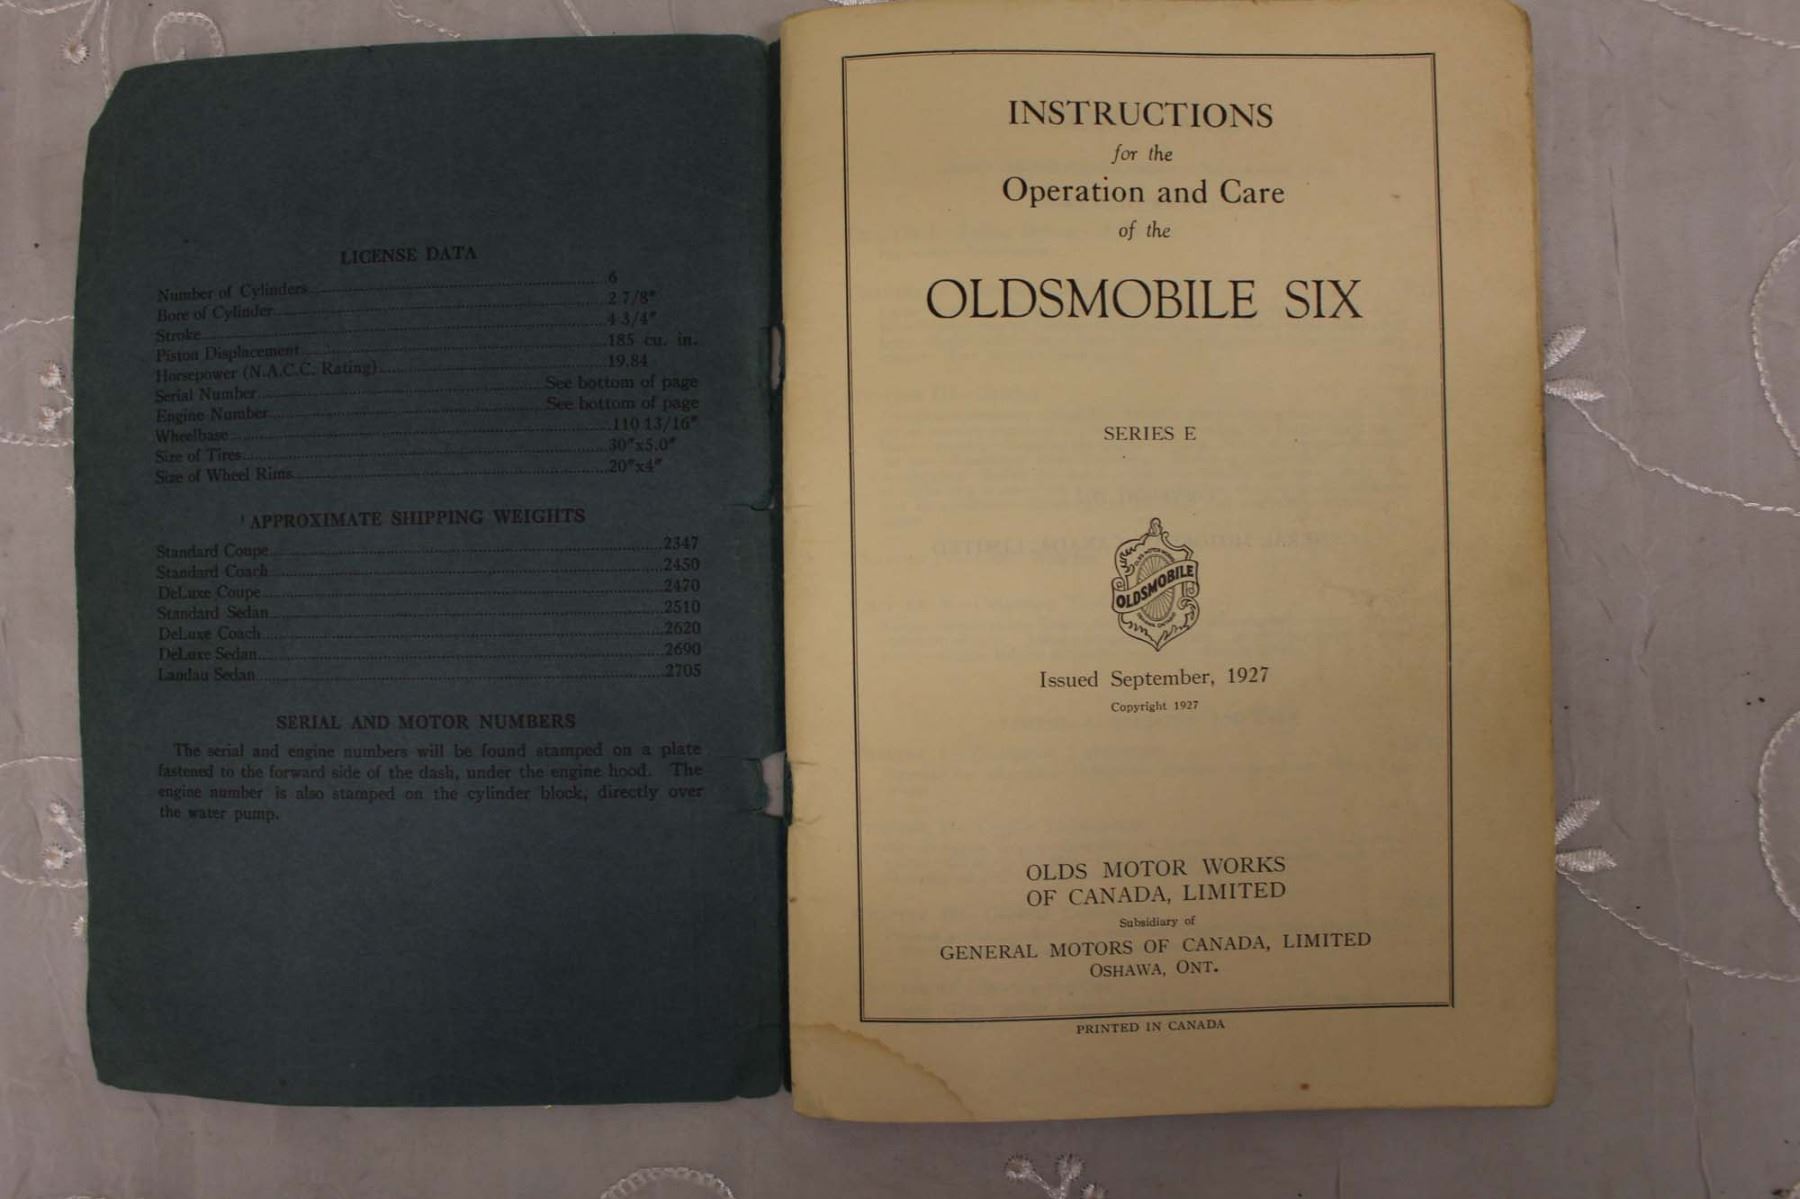 LICENSE DATA
Number of Cylinders 6
Bore of Cylinder 2 7/8"
Stroke 4 3/4"
Piston Displacement 185 cu. in.
Horsepower (N.A.C.C. Rating) 19.84
Serial Number See bottom of page
Engine Number See bottom of page
Wheelbase 110 13/16"
Size of Tires 30"x5.0"
Size of Wheel Rims 20"x4"
APPROXIMATE SHIPPING WEIGHTS
Standard Coupe 2347
Standard Coach 2450
DeLuxe Coupe 2470
Standard Sedan 2510
DeLuxe Coach 2620
DeLuxe Sedan 2690
Landau Sedan 2705
SERIAL AND MOTOR NUMBERS
The serial and engine numbers will be found stamped on a plate
fastened to the forward side of the dash, under the engine hood. The
engine number is also stamped on the cylinder block, directly over
the water pump.
INSTRUCTIONS
for the
Operation and Care
of the
OLDSMOBILE SIX
SERIES E
OLDS MOTOR WORKS
OLDSMOBILE
Issued September, 1927
Copyright 1927
OLDS MOTOR WORKS
OF CANADA, LIMITED
Subsidiary of
GENERAL MOTORS OF CANADA, LIMITED
OSHAWA, ONT.
PRINTED IN CANADA